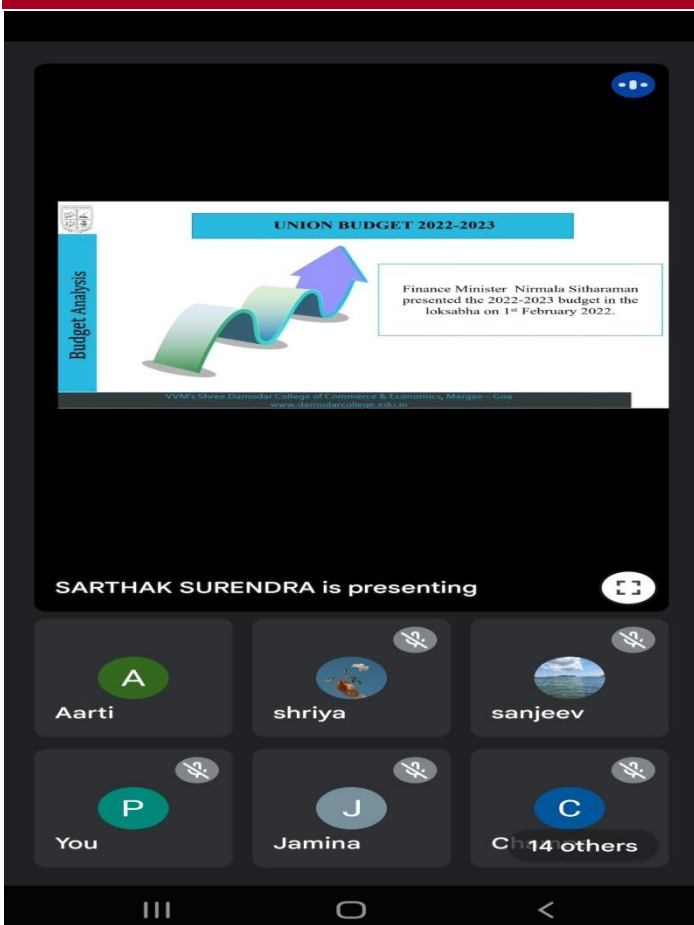 UNION BUDGET 2022-2023
Budget Analysis
Finance Minister Nirmala Sitharaman
presented the 2022-2023 budget in the
loksabha on 1st February 2022.
VVM's Shree Damodar College of Commerce & Economics, Margao – Goa
www.damodarcollege.edu.in
SARTHAK SURENDRA is presenting
A
Aarti
shriya
sanjeev
P
You
J
Jamina
C
14 others